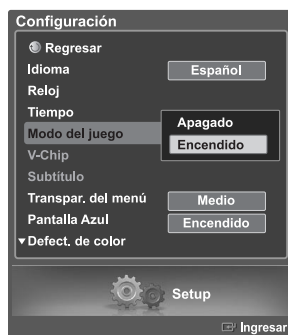 Configuración
Regresar
Idioma Español
Reloj
Tiempo
Apagado
Modo del juego
Encendido
V-Chip
Subtitulo
Transpar. del menú Medio
Pantalla Azul Encendido
▼Defect. de color
Setup
Ingresar